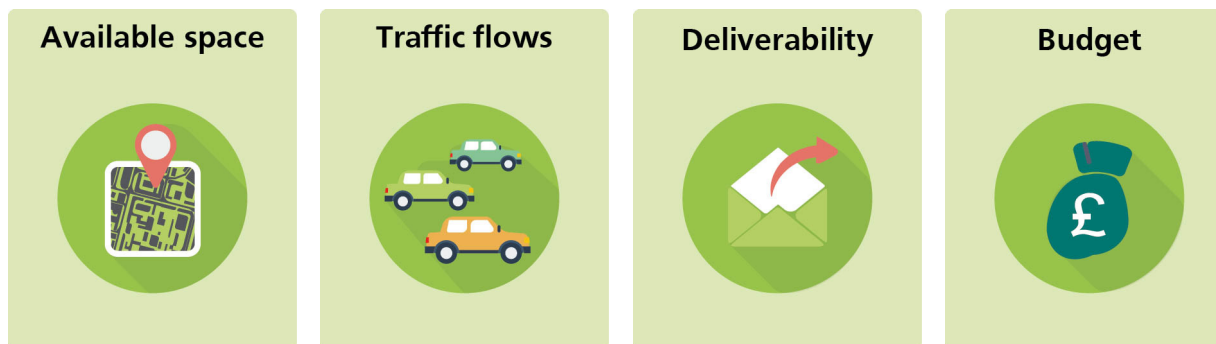 Available space
Traffic flows
Deliverability
Budget
£